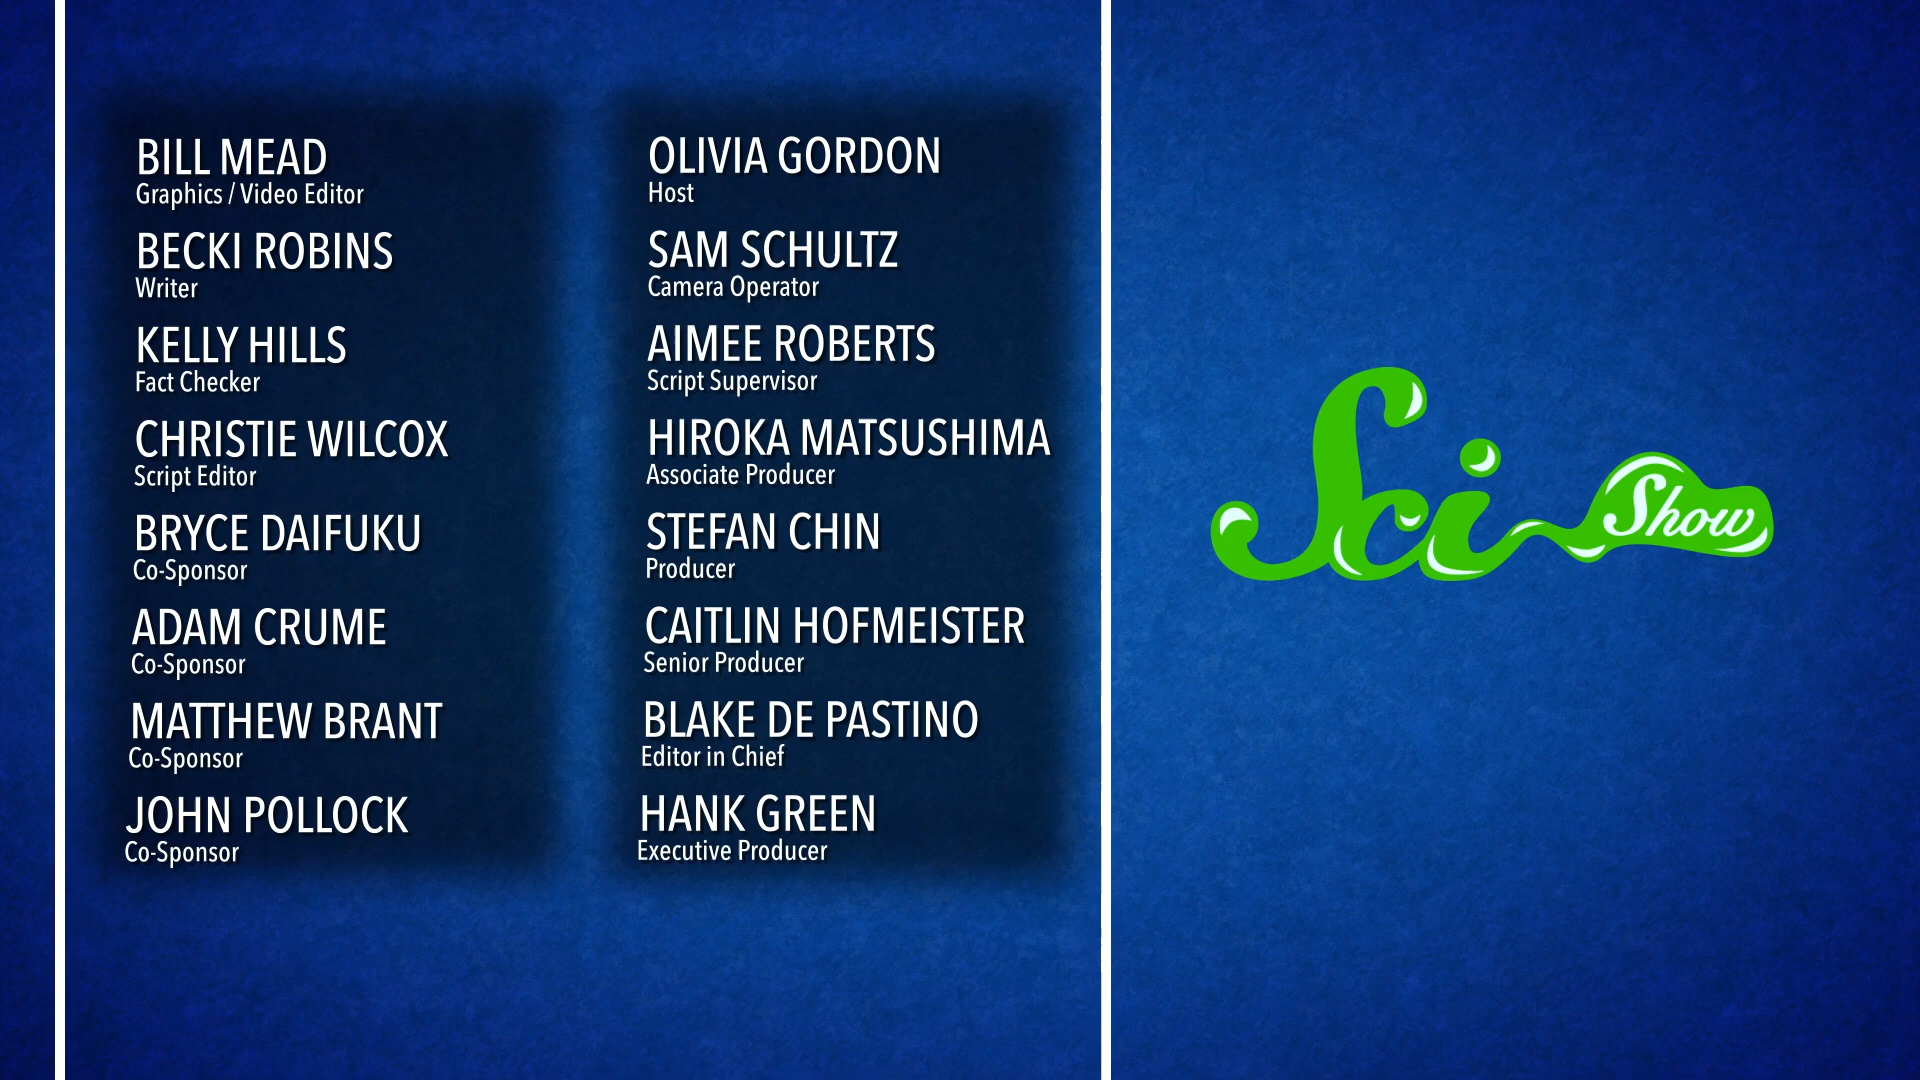 BILL MEAD
Graphics / Video Editor
BECKI ROBINS
Writer
KELLY HILLS
Fact Checker
CHRISTIE WILCOX
Script Editor
BRYCE DAIFUKU
Co-Sponsor
ADAM CRUME
Co-Sponsor
MATTHEW BRANT
Co-Sponsor
JOHN POLLOCK
Co-Sponsor
OLIVIA GORDON
Host
SAM SCHULTZ
Camera Operator
AIMEE ROBERTS
Script Supervisor
HIROKA MATSUSHIMA
Associate Producer
STEFAN CHIN
Producer
CAITLIN HOFMEISTER
Senior Producer
BLAKE DE PASTINO
Editor in Chief
HANK GREEN
Executive Producer
Sci Show